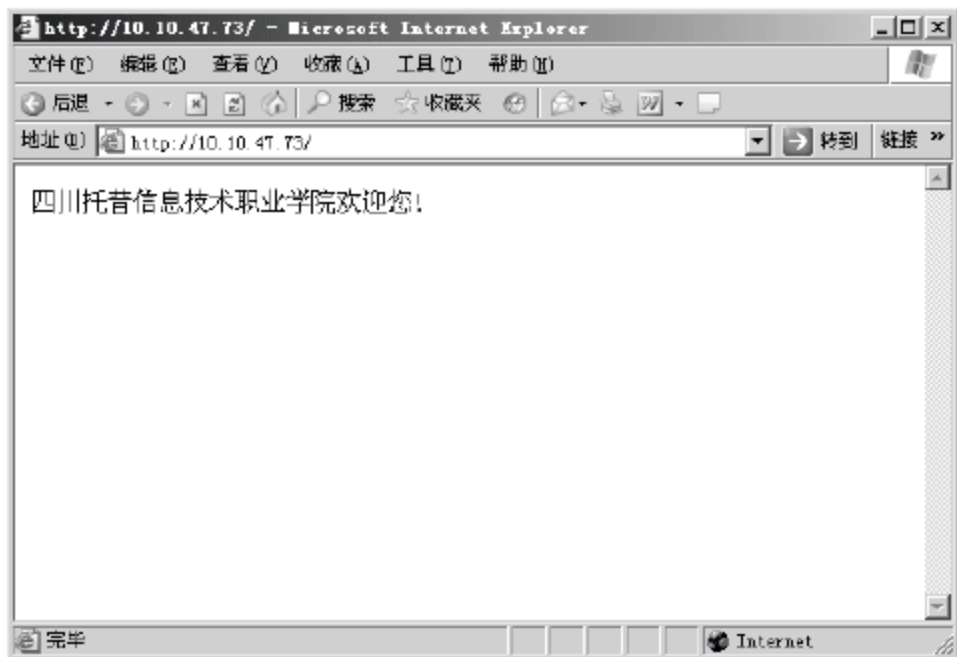 http://10.10.47.73/ - Microsoft Internet Explorer
文件(F) 编辑(E) 查看(V) 收藏(A) 工具(T) 帮助(H)
后退 搜索 收藏夹
地址(D) http://10.10.47.73/ 转到 链接 »
四川托普信息技术职业学院欢迎您!
完毕 Internet